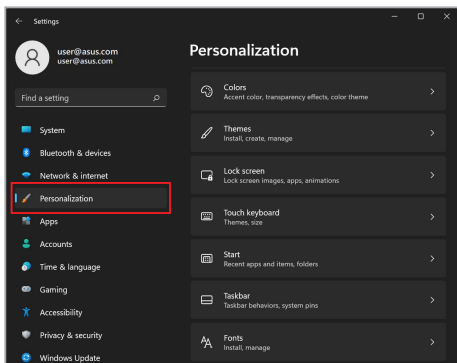 Settings
user@asus.com
user@asus.com
Find a setting
System
Bluetooth & devices
Network & internet
Personalization
Apps
Accounts
Time & language
Gaming
Accessibility
Privacy & security
Windows Update
Personalization
Colors
Accent color, transparency effects, color theme
Themes
Install, create, manage
Lock screen
Lock screen images, apps, animations
Touch keyboard
Themes, size
Start
Recent apps and items, folders
Taskbar
Taskbar behaviors, system pins
Fonts
Install, manage